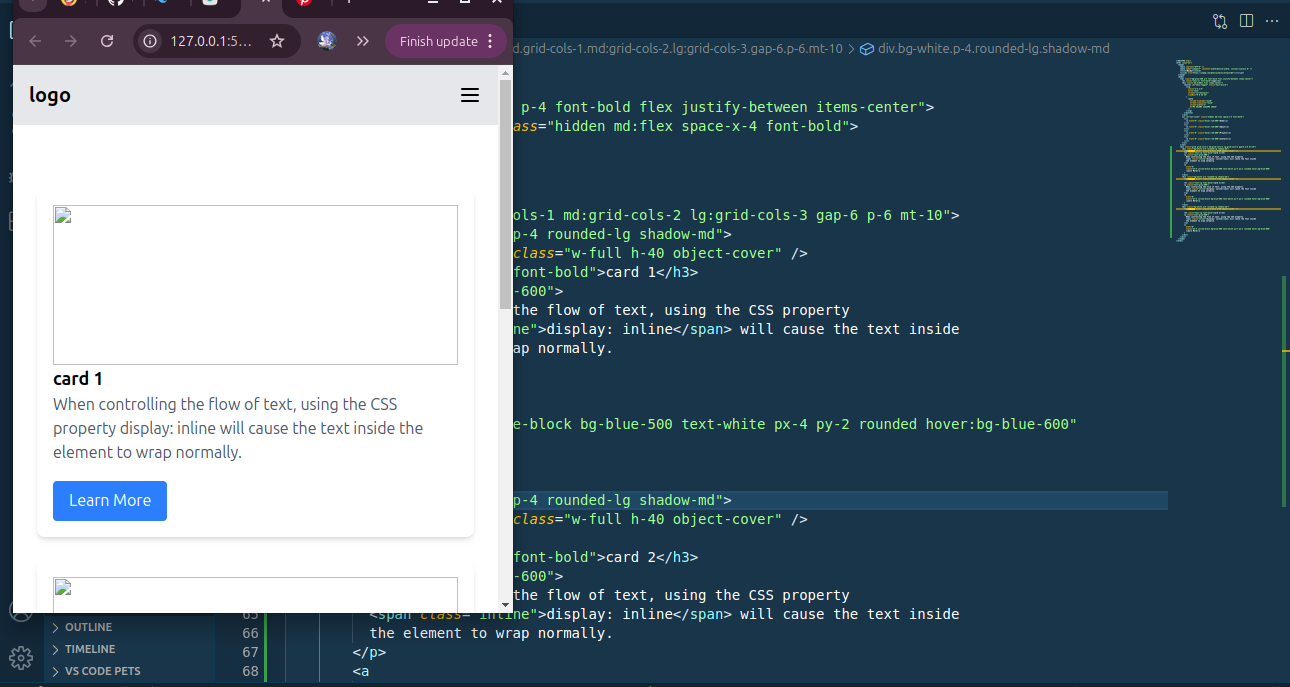 127.0.0.1:5…
Finish update
d.grid-cols-1.md:grid-cols-2.lg:grid-cols-3.gap-6.p-6.mt-10 > div.bg-white.p-4.rounded-lg.shadow-md
logo
p-4 font-bold flex justify-between items-center">
ass="hidden md:flex space-x-4 font-bold">
ols-1 md:grid-cols-2 lg:grid-cols-3 gap-6 p-6 mt-10">
p-4 rounded-lg shadow-md">
class="w-full h-40 object-cover" />
font-bold">card 1</h3>
-600">
the flow of text, using the CSS property
ne">display: inline</span> will cause the text inside
ap normally.
card 1
When controlling the flow of text, using the CSS
property display: inline will cause the text inside the
element to wrap normally.
Learn More
e-block bg-blue-500 text-white px-4 py-2 rounded hover:bg-blue-600"
p-4 rounded-lg shadow-md">
class="w-full h-40 object-cover" />
font-bold">card 2</h3>
-600">
the flow of text, using the CSS property
65 <span class="inline">display: inline</span> will cause the text inside
66 the element to wrap normally.
67 </p>
68 <a
OUTLINE
TIMELINE
VS CODE PETS